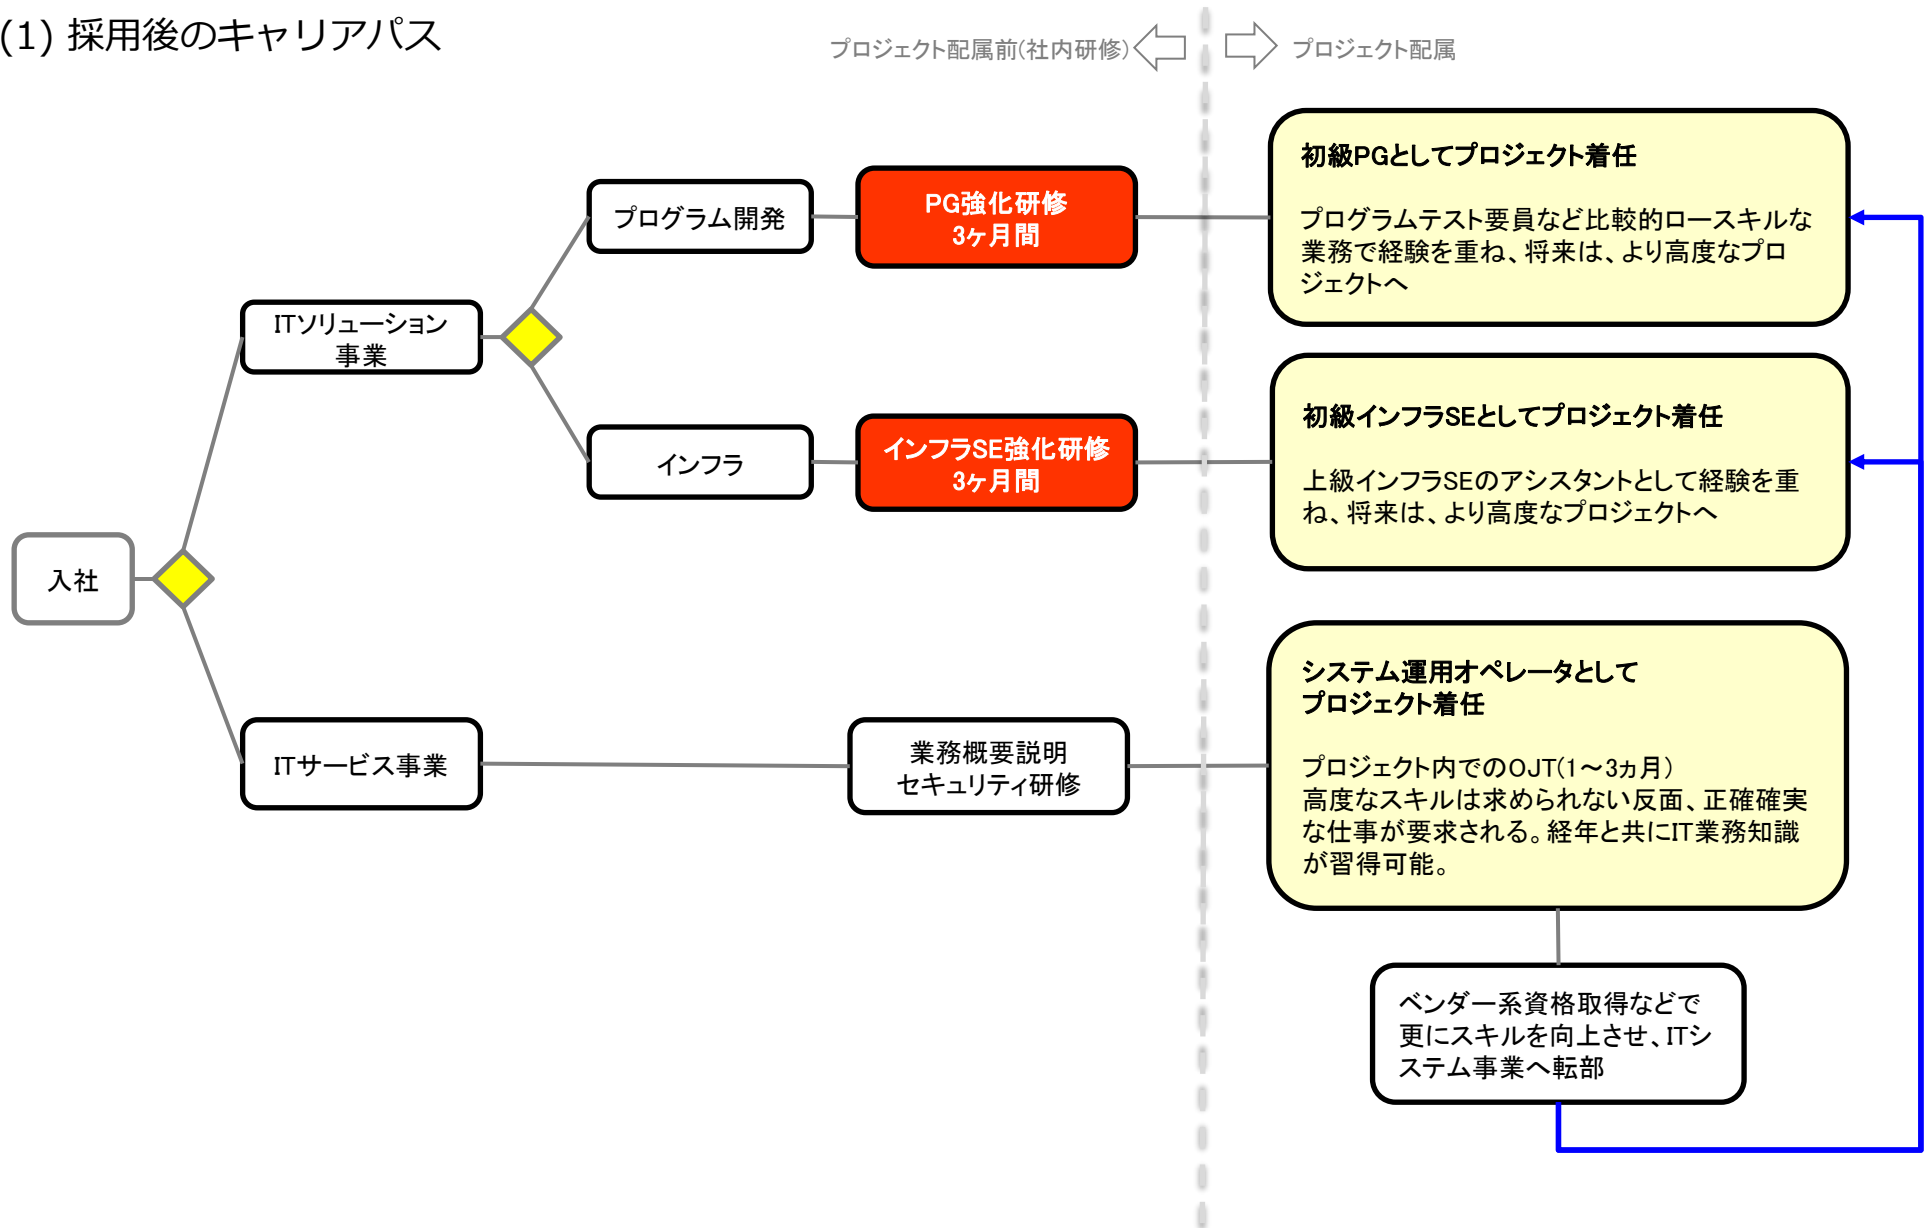 (1) 採用後のキャリアパス
プロジェクト配属前(社内研修)
プロジェクト配属
初級PGとしてプロジェクト着任
プログラムテスト要員など比較的ロースキルな
業務で経験を重ね、将来は、より高度なプロ
ジェクトへ
プログラム開発
PG強化研修
3ヶ月間
ITソリューション
事業
初級インフラSEとしてプロジェクト着任
上級インフラSEのアシスタントとして経験を重
ね、将来は、より高度なプロジェクトへ
インフラ
インフラSE強化研修
3ヶ月間
入社
システム運用オペレータとして
プロジェクト着任
プロジェクト内でのOJT(1～3ヵ月)
高度なスキルは求められない反面、正確確実
な仕事が要求される。経年と共にIT業務知識
が習得可能。
ITサービス事業
業務概要説明
セキュリティ研修
ベンダー系資格取得などで
更にスキルを向上させ、ITシ
ステム事業へ転部